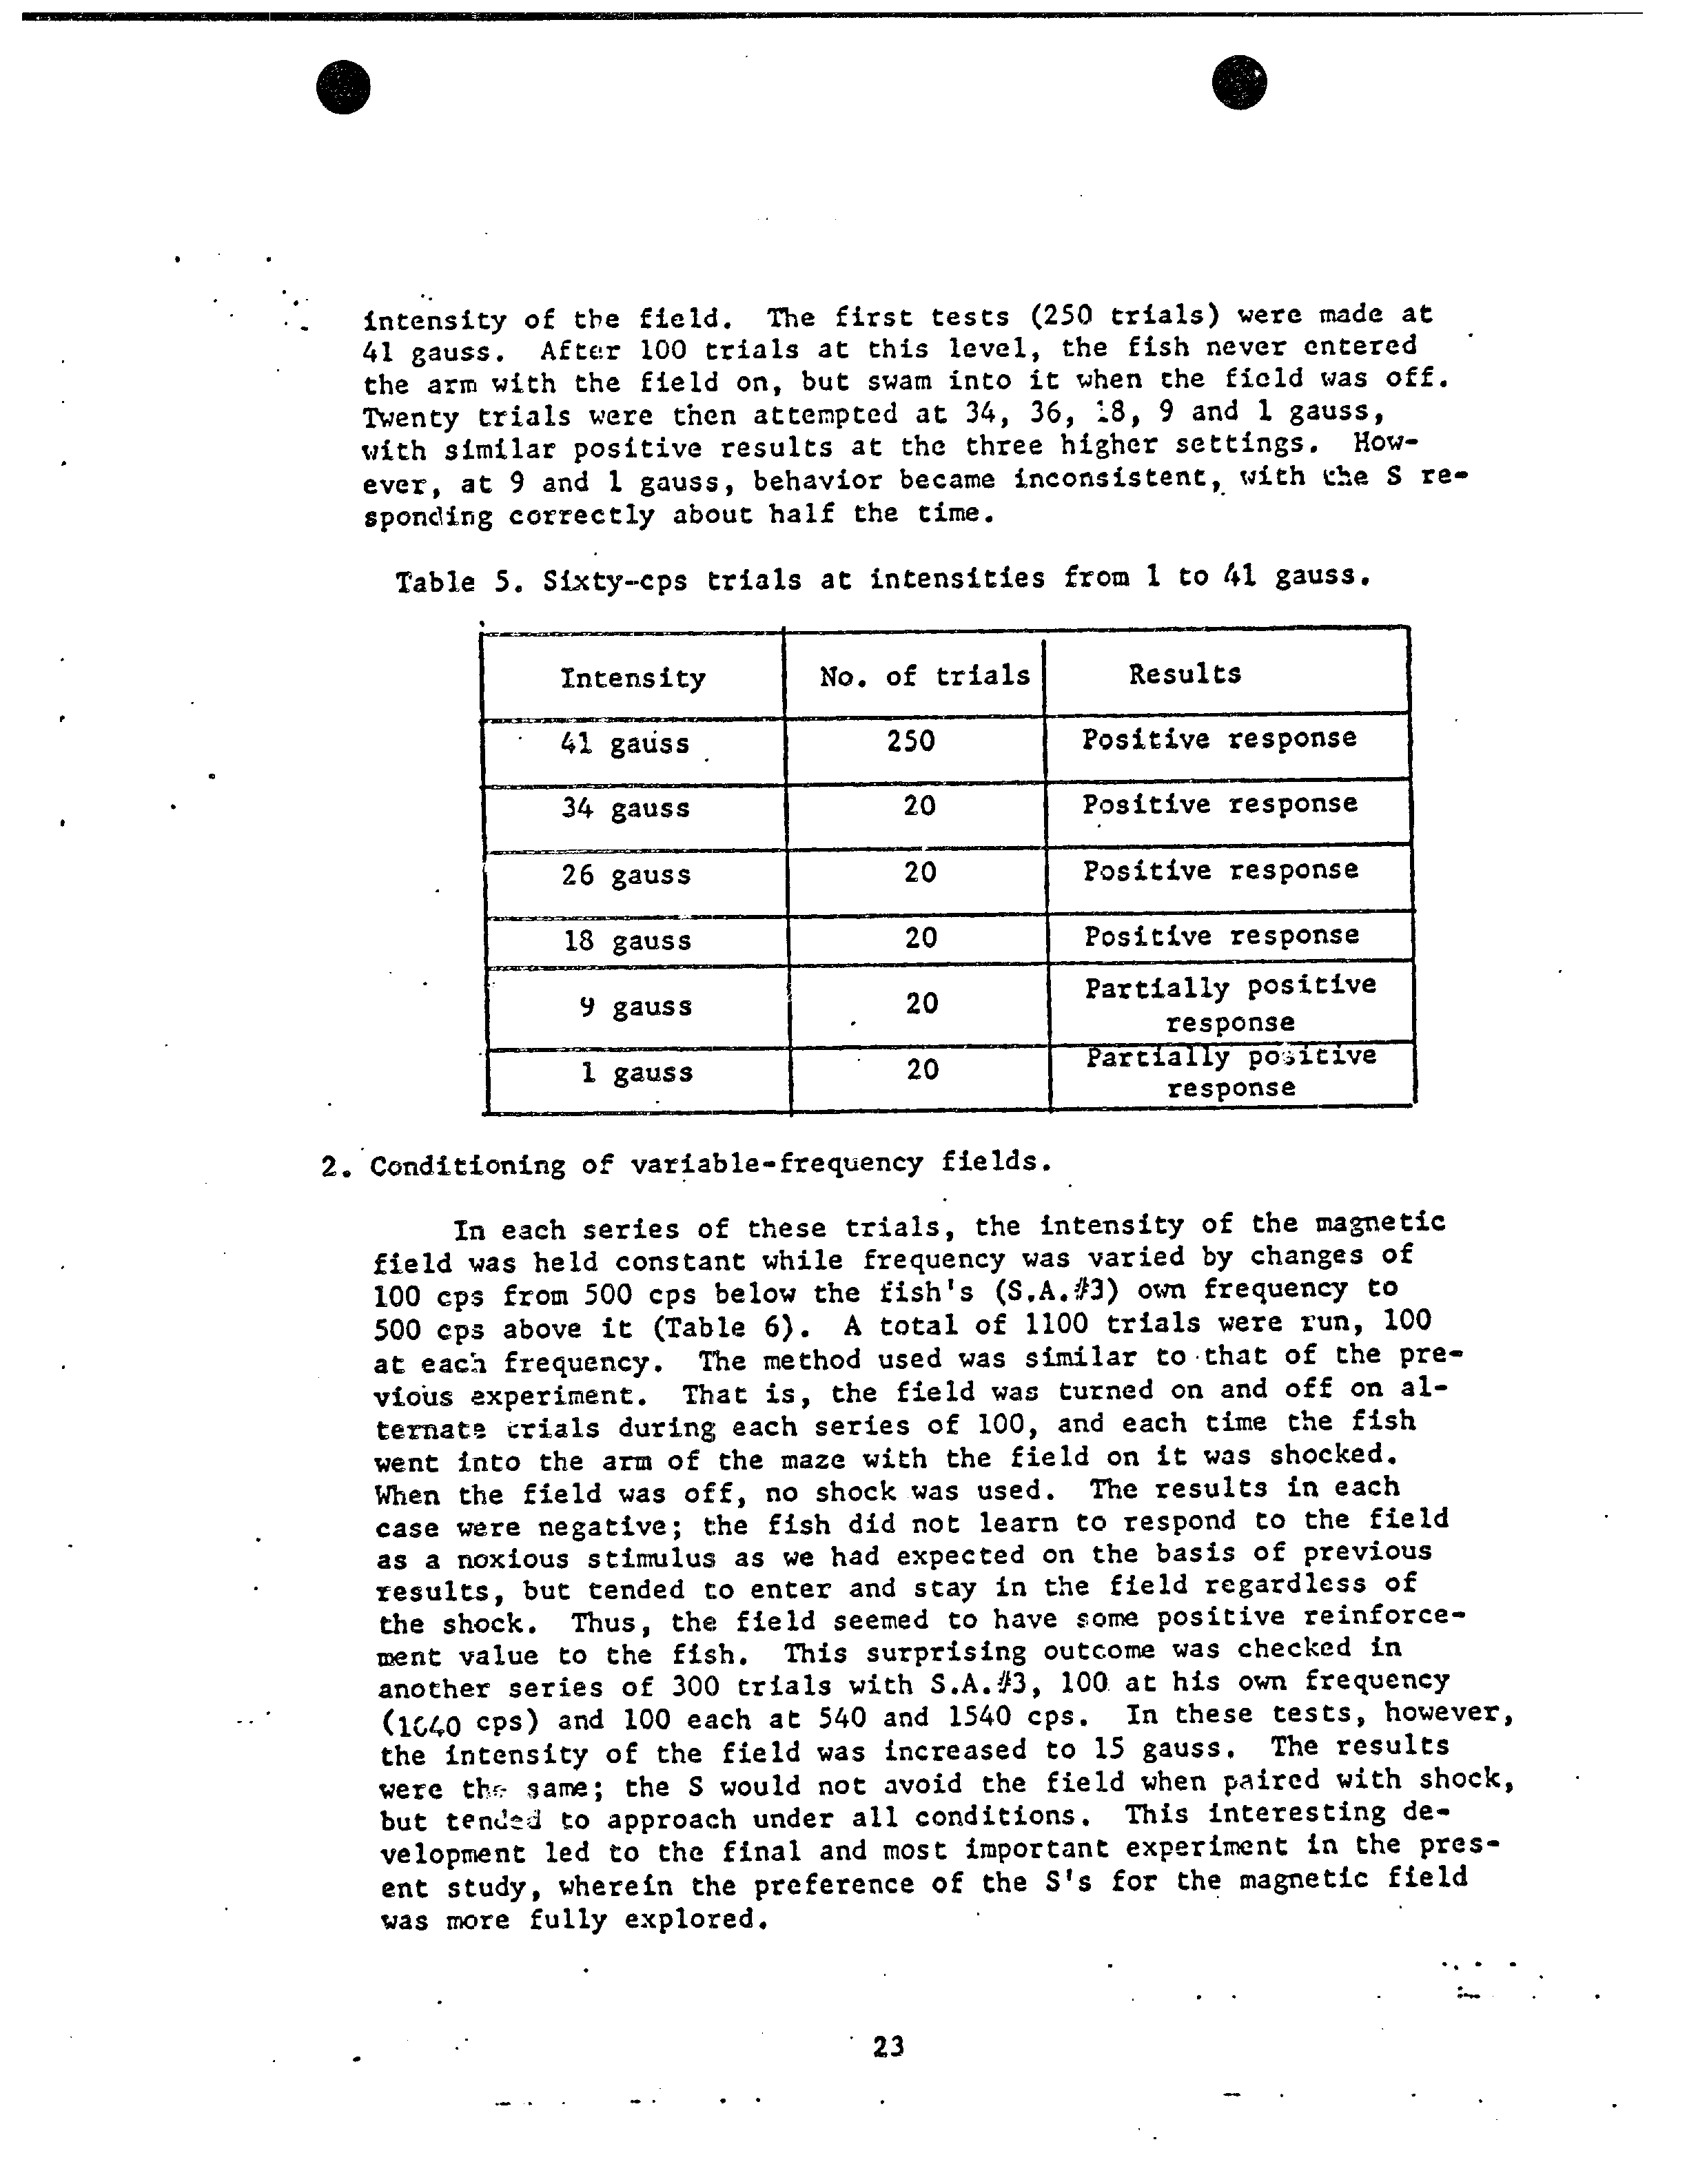 intensity of the field. The first tests (250 trials) were made at
41 gauss. After 100 trials at this level, the fish never entered
the arm with the field on, but swam into it when the field was off.
Twenty trials were then attempted at 34, 36, 18, 9 and 1 gauss,
with similar positive results at the three higher settings. How-
ever, at 9 and 1 gauss, behavior became inconsistent, with the S re-
sponding correctly about half the time.
Table 5. Sixty-cps trials at intensities from 1 to 41 gauss.
Intensity No. of trials Results
41 gauss 250 Positive response
34 gauss 20 Positive response
26 gauss 20 Positive response
18 gauss 20 Positive response
9 gauss 20 Partially positive
response
1 gauss 20 Partially positive
response
2. Conditioning of variable-frequency fields.
In each series of these trials, the intensity of the magnetic
field was held constant while frequency was varied by changes of
100 cps from 500 cps below the fish's (S.A.#3) own frequency to
500 cps above it (Table 6). A total of 1100 trials were run, 100
at each frequency. The method used was similar to that of the pre-
vious experiment. That is, the field was turned on and off on al-
ternate trials during each series of 100, and each time the fish
went into the arm of the maze with the field on it was shocked.
When the field was off, no shock was used. The results in each
case were negative; the fish did not learn to respond to the field
as a noxious stimulus as we had expected on the basis of previous
results, but tended to enter and stay in the field regardless of
the shock. Thus, the field seemed to have some positive reinforce-
ment value to the fish. This surprising outcome was checked in
another series of 300 trials with S.A.#3, 100 at his own frequency
(1040 cps) and 100 each at 540 and 1540 cps. In these tests, however,
the intensity of the field was increased to 15 gauss. The results
were the same; the S would not avoid the field when paired with shock,
but tended to approach under all conditions. This interesting de-
velopment led to the final and most important experiment in the pres-
ent study, wherein the preference of the S's for the magnetic field
was more fully explored.
23